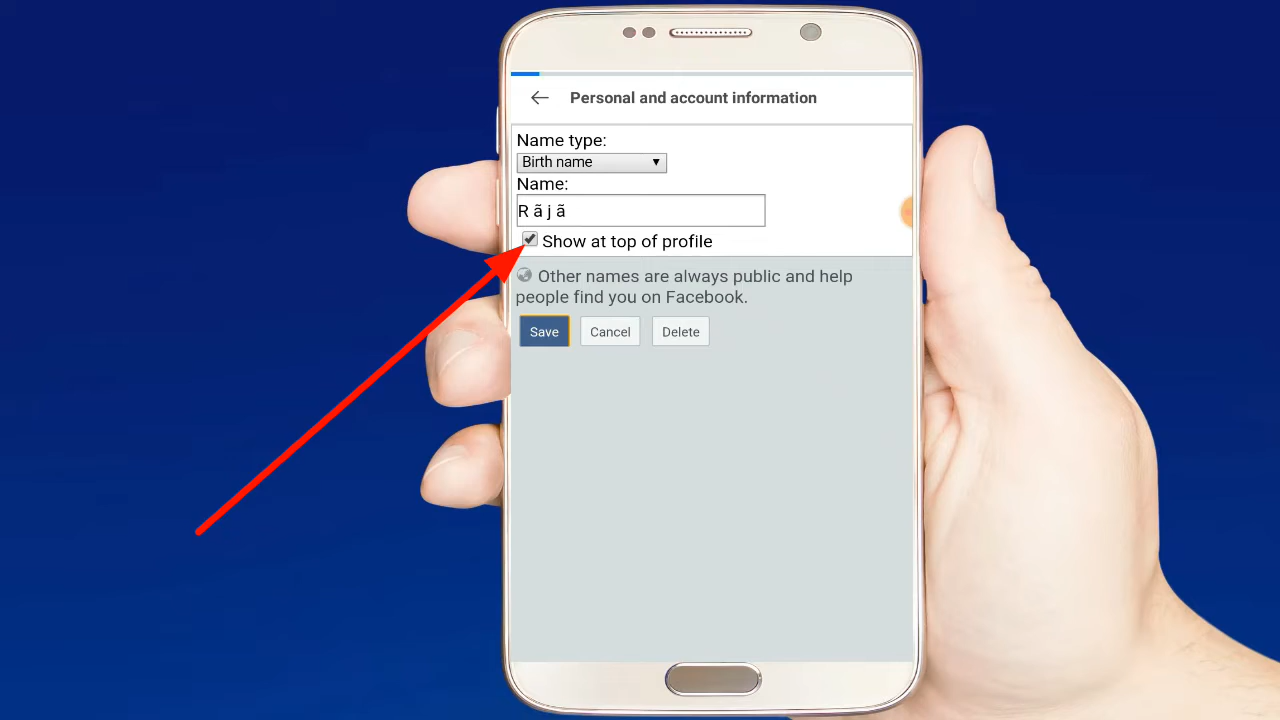 Personal and account information
Name type:
Birth name
Name:
R ã j ã
Show at top of profile
Other names are always public and help
people find you on Facebook.
Save Cancel Delete